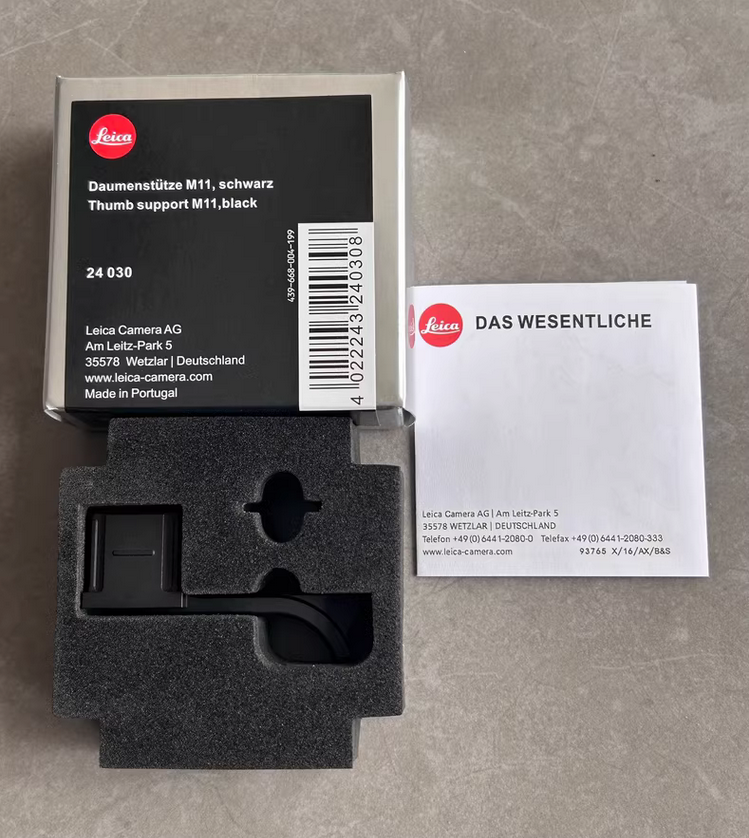 Leica
Daumenstütze M11, schwarz
Thumb support M11,black
24 030
439-668-004-199
4 022243 240308
Leica Camera AG
Am Leitz-Park 5
35578 Wetzlar | Deutschland
www.leica-camera.com
Made in Portugal
Leica DAS WESENTLICHE
Leica Camera AG | Am Leitz-Park 5
35578 WETZLAR | DEUTSCHLAND
Telefon +49(0)6441-2080-0 Telefax +49(0)6441-2080-333
www.leica-camera.com 93765 X/16/AX/B&S